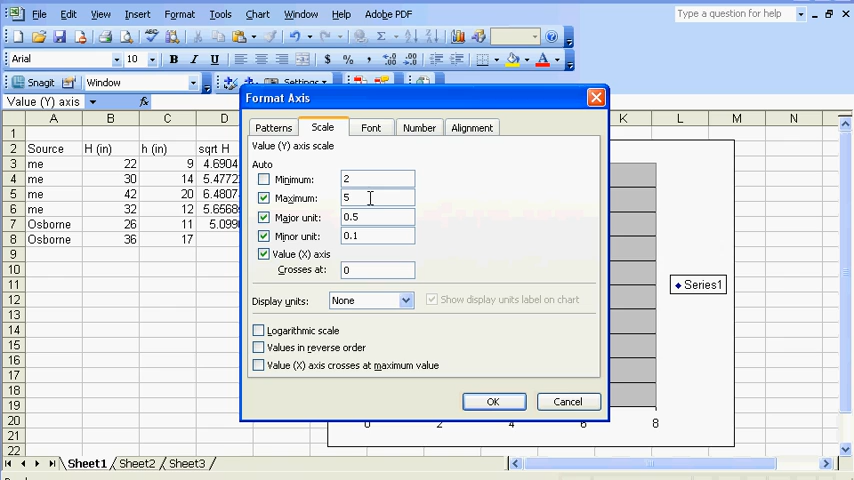 File Edit View Insert Format Tools Chart Window Help Adobe PDF
Type a question for help
Arial 10 B I U $ % , A
Snagit Window Settings
Value (Y) axis fx
A B C D K L M N
1
2 Source H (in) h (in) sqrt H
3 me 22 9 4.6904
4 me 30 14 5.4772
5 me 42 20 6.4807
6 me 32 12 5.6568
7 Osborne 26 11 5.0990
8 Osborne 36 17
9
10
11
12
13
14
15
16
17
18
19
20
21
22
Format Axis
Patterns Scale Font Number Alignment
Value (Y) axis scale
Auto
Minimum: 2
Maximum: 5
Major unit: 0.5
Minor unit: 0.1
Value (X) axis
Crosses at: 0
Display units: None Show display units label on chart
Logarithmic scale
Values in reverse order
Value (X) axis crosses at maximum value
OK Cancel
Series1
0 2 4 6 8
Sheet1 Sheet2 Sheet3